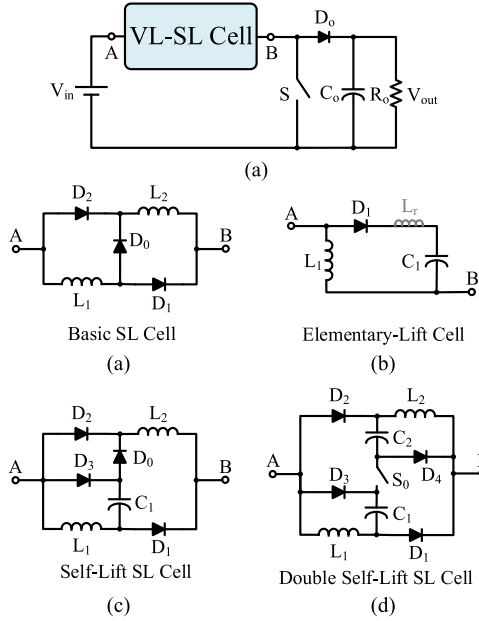 VL-SL Cell
A
B
Dₒ
Vᵢₙ
S
Cₒ
Rₒ
Vₒᵤₜ
(a)
D₂
L₂
A
B
D₀
L₁
D₁
Basic SL Cell
(a)
A
D₁
Lᵣ
L₁
C₁
B
Elementary-Lift Cell
(b)
D₂
L₂
D₀
A
D₃
B
C₁
L₁
D₁
Self-Lift SL Cell
(c)
D₂
L₂
C₂
A
D₃
S₀
D₄
C₁
L₁
D₁
Double Self-Lift SL Cell
(d)